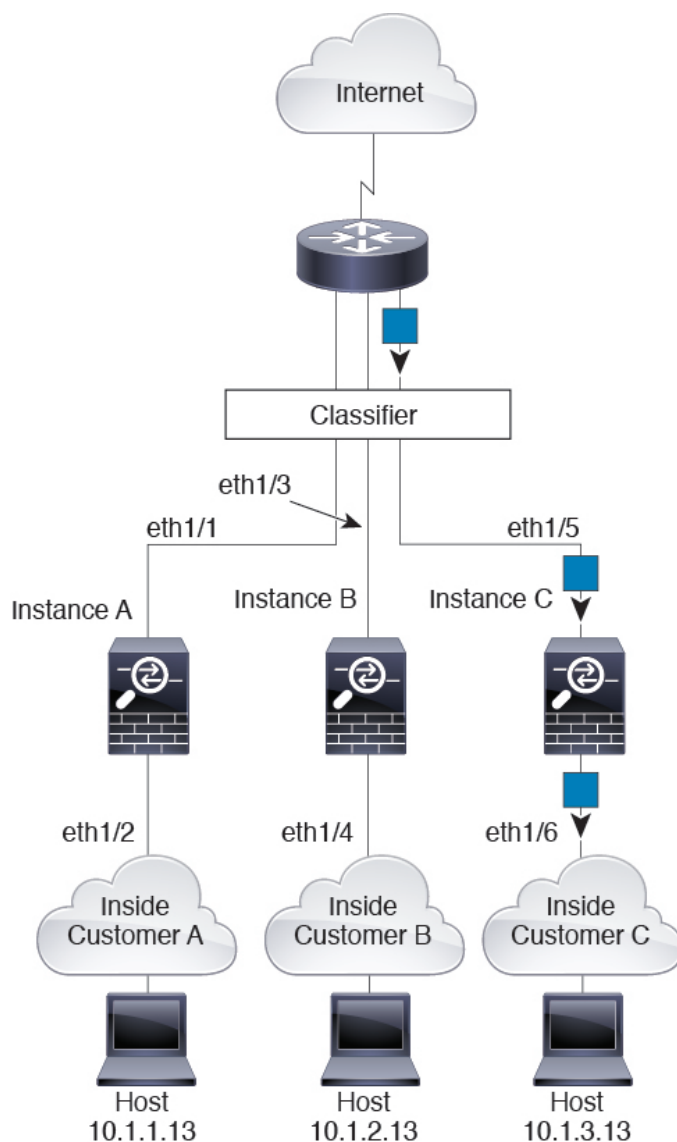 Internet
Classifier
eth1/3
eth1/1
eth1/5
Instance A
Instance B
Instance C
eth1/2
eth1/4
eth1/6
Inside
Customer A
Inside
Customer B
Inside
Customer C
Host
10.1.1.13
Host
10.1.2.13
Host
10.1.3.13